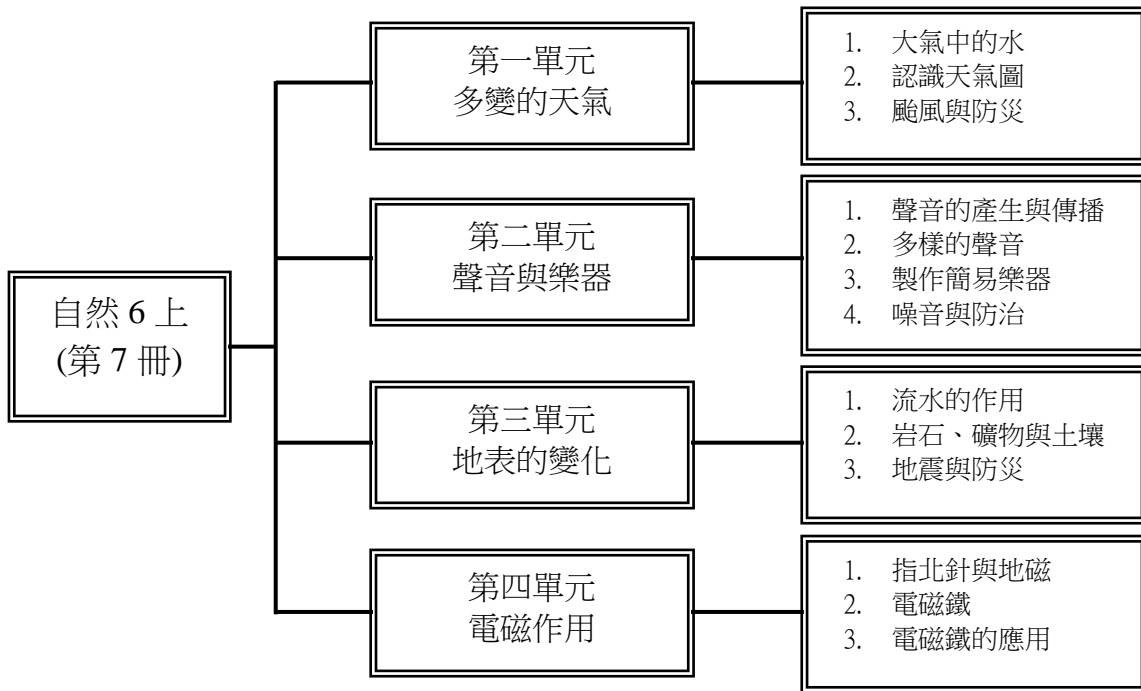 自然 6 上
(第 7 冊)
第一單元
多變的天氣
1. 大氣中的水
2. 認識天氣圖
3. 颱風與防災
第二單元
聲音與樂器
1. 聲音的產生與傳播
2. 多樣的聲音
3. 製作簡易樂器
4. 噪音與防治
第三單元
地表的變化
1. 流水的作用
2. 岩石、礦物與土壤
3. 地震與防災
第四單元
電磁作用
1. 指北針與地磁
2. 電磁鐵
3. 電磁鐵的應用